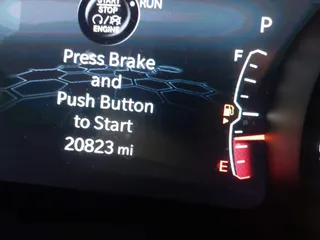 START
STOP
ENGINE
RUN
P
Press Brake
and
Push Button
to Start
20823 mi
F
E